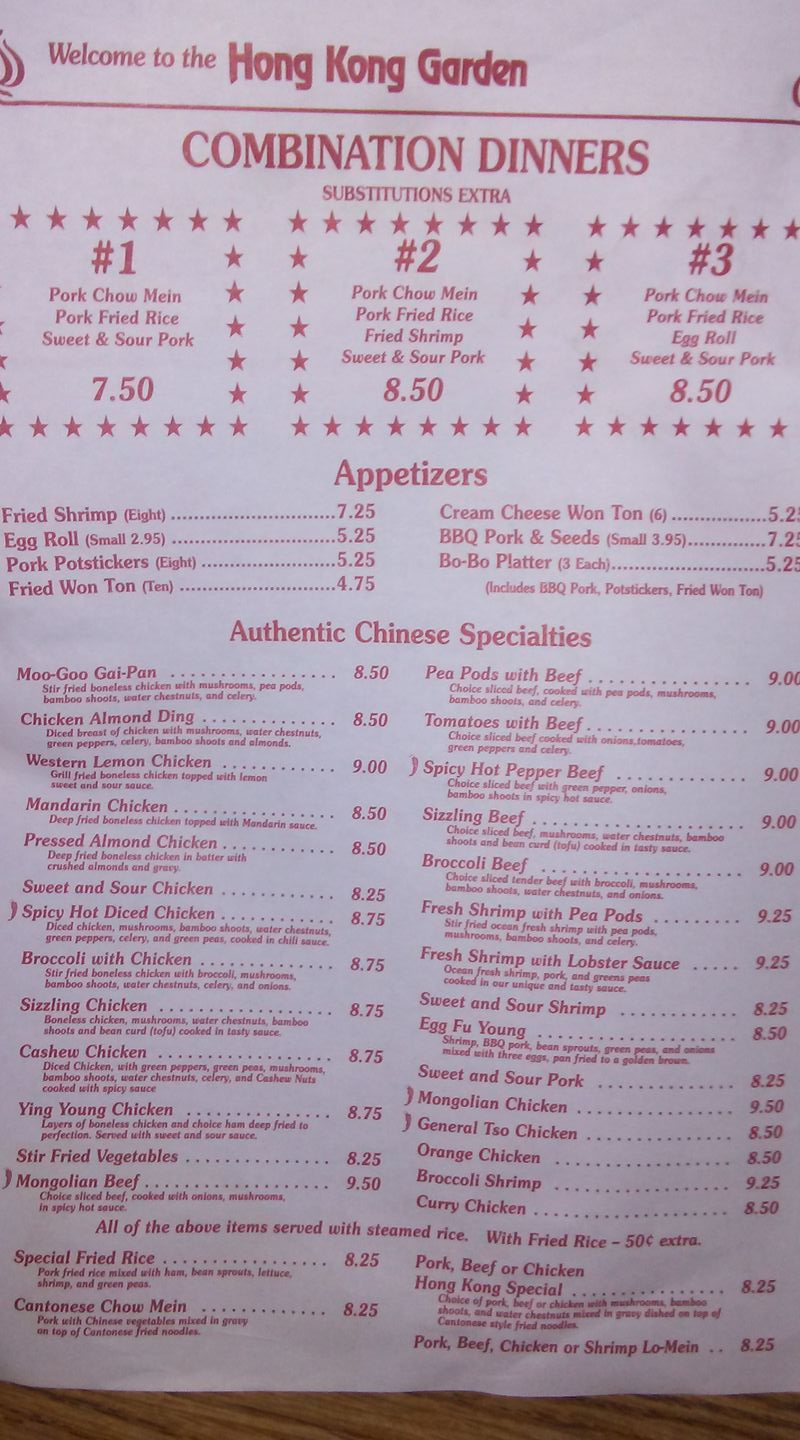 Welcome to the Hong Kong Garden
COMBINATION DINNERS
SUBSTITUTIONS EXTRA
#1
Pork Chow Mein
Pork Fried Rice
Sweet & Sour Pork
7.50
#2
Pork Chow Mein
Pork Fried Rice
Fried Shrimp
Sweet & Sour Pork
8.50
#3
Pork Chow Mein
Pork Fried Rice
Egg Roll
Sweet & Sour Pork
8.50
Appetizers
Fried Shrimp (Eight) ............................7.25
Egg Roll (Small 2.95) ..........................5.25
Pork Potstickers (Eight) .......................5.25
Fried Won Ton (Ten) ...........................4.75
Cream Cheese Won Ton (6) .................5.25
BBQ Pork & Seeds (Small 3.95)...............7.25
Bo-Bo Platter (3 Each)...........................5.25
(Includes BBQ Pork, Potstickers, Fried Won Ton)
Authentic Chinese Specialties
Moo-Goo Gai-Pan . . . . . . . . . . . . . . . . 8.50
Stir fried boneless chicken with mushrooms, pea pods,
bamboo shoots, water chestnuts, and celery.
Chicken Almond Ding . . . . . . . . . . . . . 8.50
Diced breast of chicken with mushrooms, water chestnuts,
green peppers, celery, bamboo shoots and almonds.
Western Lemon Chicken . . . . . . . . . . . 9.00
Grill fried boneless chicken topped with lemon
sweet and sour sauce.
Mandarin Chicken . . . . . . . . . . . . . . . . 8.50
Deep fried boneless chicken topped with Mandarin sauce.
Pressed Almond Chicken . . . . . . . . . . . 8.50
Deep fried boneless chicken in batter with
crushed almonds and gravy.
Sweet and Sour Chicken . . . . . . . . . . . 8.25
Spicy Hot Diced Chicken . . . . . . . . . . . 8.75
Diced chicken, mushrooms, bamboo shoots, water chestnuts,
green peppers, celery, and green peas, cooked in chili sauce.
Broccoli with Chicken . . . . . . . . . . . . . 8.75
Stir fried boneless chicken with broccoli, mushrooms,
bamboo shoots, water chestnuts, celery, and onions.
Sizzling Chicken . . . . . . . . . . . . . . . . . 8.75
Boneless chicken, mushrooms, water chestnuts, bamboo
shoots and bean curd (tofu) cooked in tasty sauce.
Cashew Chicken . . . . . . . . . . . . . . . . . 8.75
Diced Chicken, with green peppers, green peas, mushrooms,
bamboo shoots, water chestnuts, celery, and Cashew Nuts
cooked with spicy sauce
Ying Young Chicken . . . . . . . . . . . . . . 8.75
Layers of boneless chicken and choice ham deep fried to
perfection. Served with sweet and sour sauce.
Stir Fried Vegetables . . . . . . . . . . . . . . 8.25
Mongolian Beef . . . . . . . . . . . . . . . . . . 9.50
Choice sliced beef, cooked with onions, mushrooms,
in spicy hot sauce.
Pea Pods with Beef . . . . . . . . . . . . . . . 9.00
Choice sliced beef, cooked with pea pods, mushrooms,
bamboo shoots, and celery.
Tomatoes with Beef . . . . . . . . . . . . . . . 9.00
Choice sliced beef cooked with onions,tomatoes,
green peppers and celery.
Spicy Hot Pepper Beef . . . . . . . . . . . . 9.00
Choice sliced beef with green pepper, onions,
bamboo shoots in spicy hot sauce.
Sizzling Beef . . . . . . . . . . . . . . . . . . . . 9.00
Choice sliced beef, mushrooms, water chestnuts, bamboo
shoots and bean curd (tofu) cooked in tasty sauce.
Broccoli Beef . . . . . . . . . . . . . . . . . . . 9.00
Choice sliced tender beef with broccoli, mushrooms,
bamboo shoots, water chestnuts, and onions.
Fresh Shrimp with Pea Pods . . . . . . . . . 9.25
Stir fried ocean fresh shrimp with pea pods,
mushrooms, bamboo shoots, and celery.
Fresh Shrimp with Lobster Sauce . . . . . 9.25
Ocean fresh shrimp, pork, and greens peas
cooked in our unique and tasty sauce.
Sweet and Sour Shrimp . . . . . . . . . . . . 8.25
Egg Fu Young . . . . . . . . . . . . . . . . . . . 8.50
Shrimp, BBQ pork, bean sprouts, green peas, and onions
mixed with three eggs, pan fried to a golden brown.
Sweet and Sour Pork . . . . . . . . . . . . . . 8.25
Mongolian Chicken . . . . . . . . . . . . . . . . 9.50
General Tso Chicken . . . . . . . . . . . . . . . 8.50
Orange Chicken . . . . . . . . . . . . . . . . . . 8.50
Broccoli Shrimp . . . . . . . . . . . . . . . . . . 9.25
Curry Chicken . . . . . . . . . . . . . . . . . . . 8.50
All of the above items served with steamed rice. With Fried Rice – 50¢ extra.
Special Fried Rice . . . . . . . . . . . . . . . . 8.25
Pork fried rice mixed with ham, bean sprouts, lettuce,
shrimp, and green peas.
Cantonese Chow Mein . . . . . . . . . . . . 8.25
Pork with Chinese vegetables mixed in gravy
on top of Cantonese fried noodles.
Pork, Beef or Chicken
Hong Kong Special . . . . . . . . . . . . . . . . 8.25
Choice of pork, beef or chicken with mushrooms, bamboo
shoots, and water chestnuts mixed in gravy dished on top of
Cantonese style fried noodles.
Pork, Beef, Chicken or Shrimp Lo-Mein . . 8.25